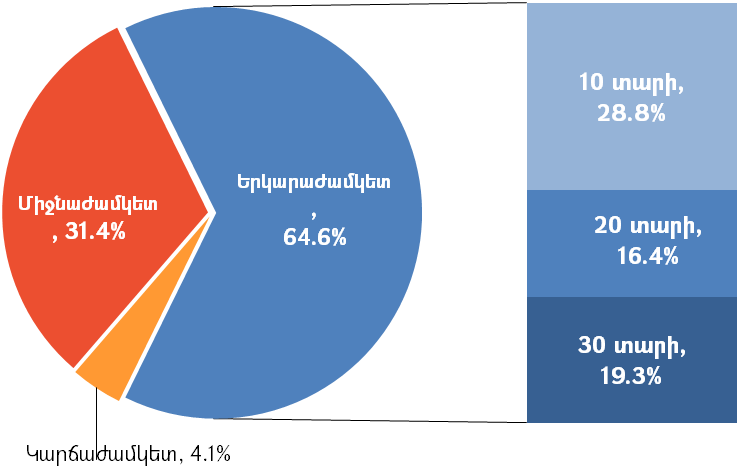 Միջնաժամկետ
, 31.4%
Երկարաժամկետ
,
64.6%
Կարճաժամկետ, 4.1%
10 տարի,
28.8%
20 տարի,
16.4%
30 տարի,
19.3%